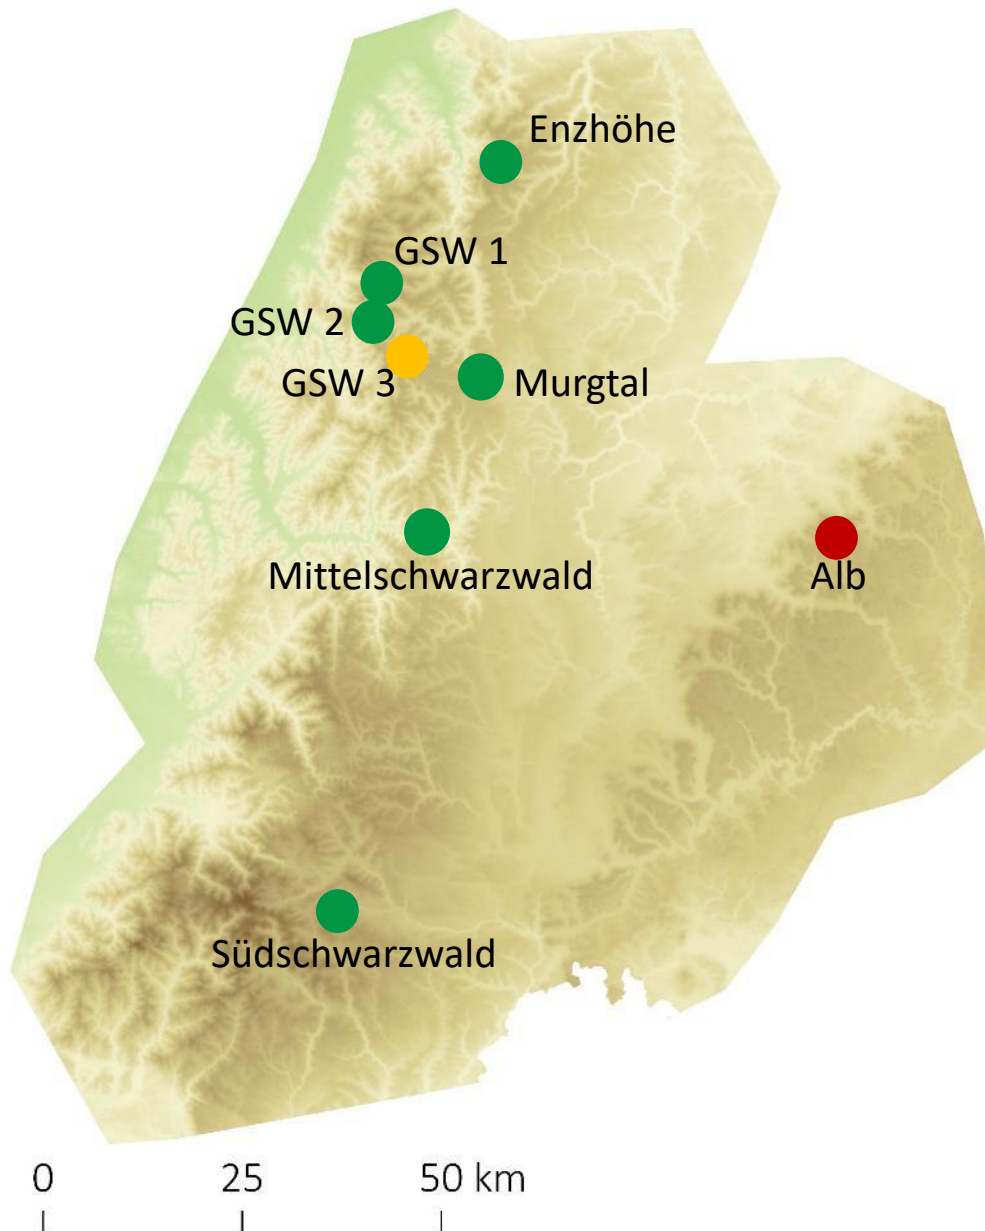 Enzhöhe
GSW 1
GSW 2
GSW 3
Murgtal
Mittelschwarzwald
Alb
Südschwarzwald
0 25 50 km